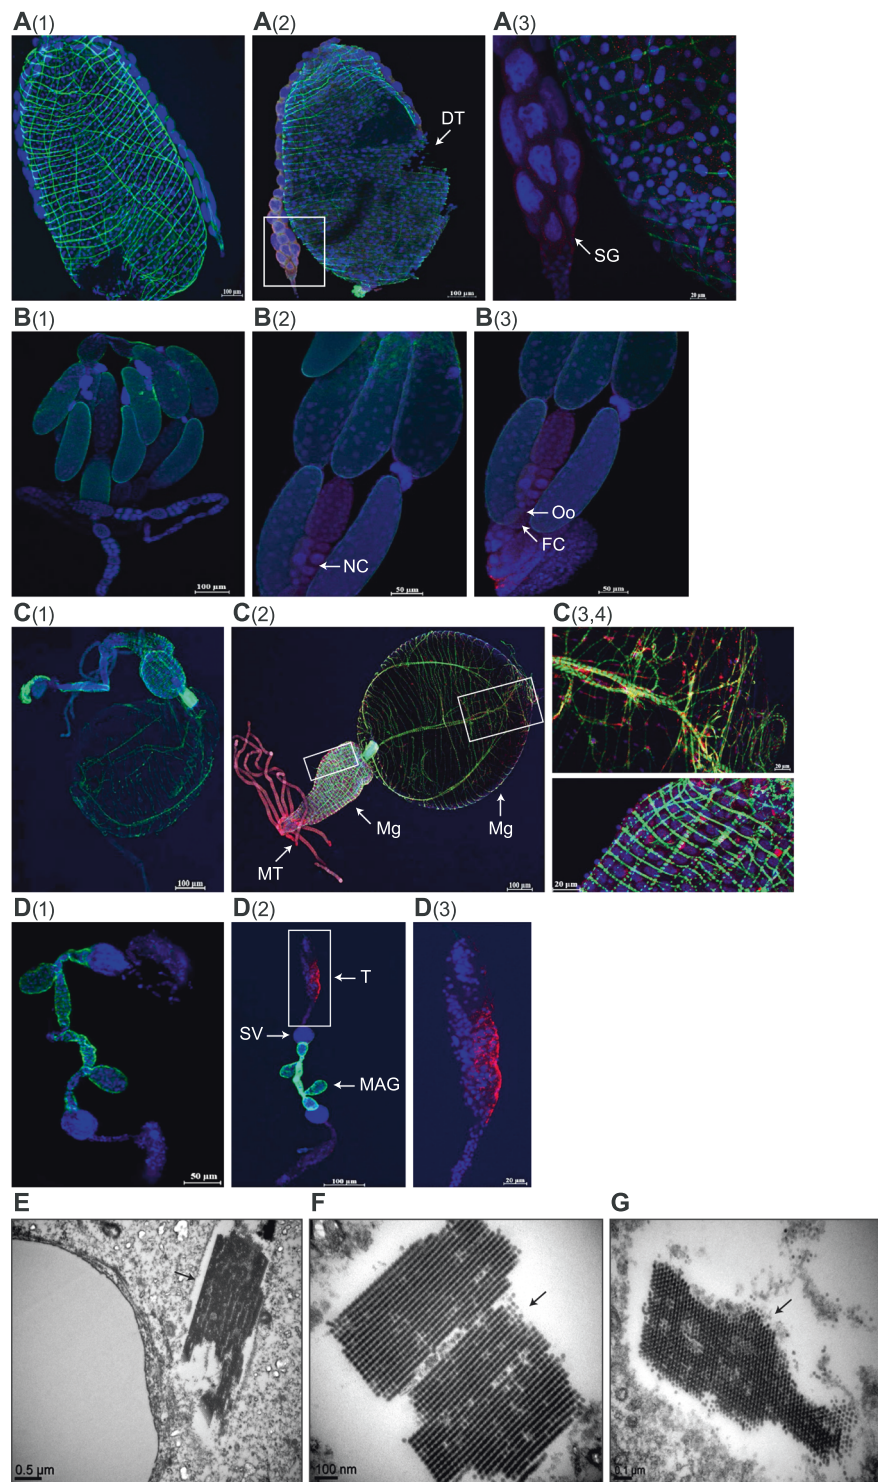 A(1) A(2) A(3)
DT
SG
100 µm 100 µm 20 µm
B(1) B(2) B(3)
Oo
FC
NC
100 µm 50 µm 50 µm
C(1) C(2) C(3,4)
20 µm
Mg Mg
MT
100 µm 100 µm 20 µm
D(1) D(2) D(3)
T
SV
MAG
50 µm 100 µm 20 µm
E F G
0.5 µm 100 nm 0.1 µm